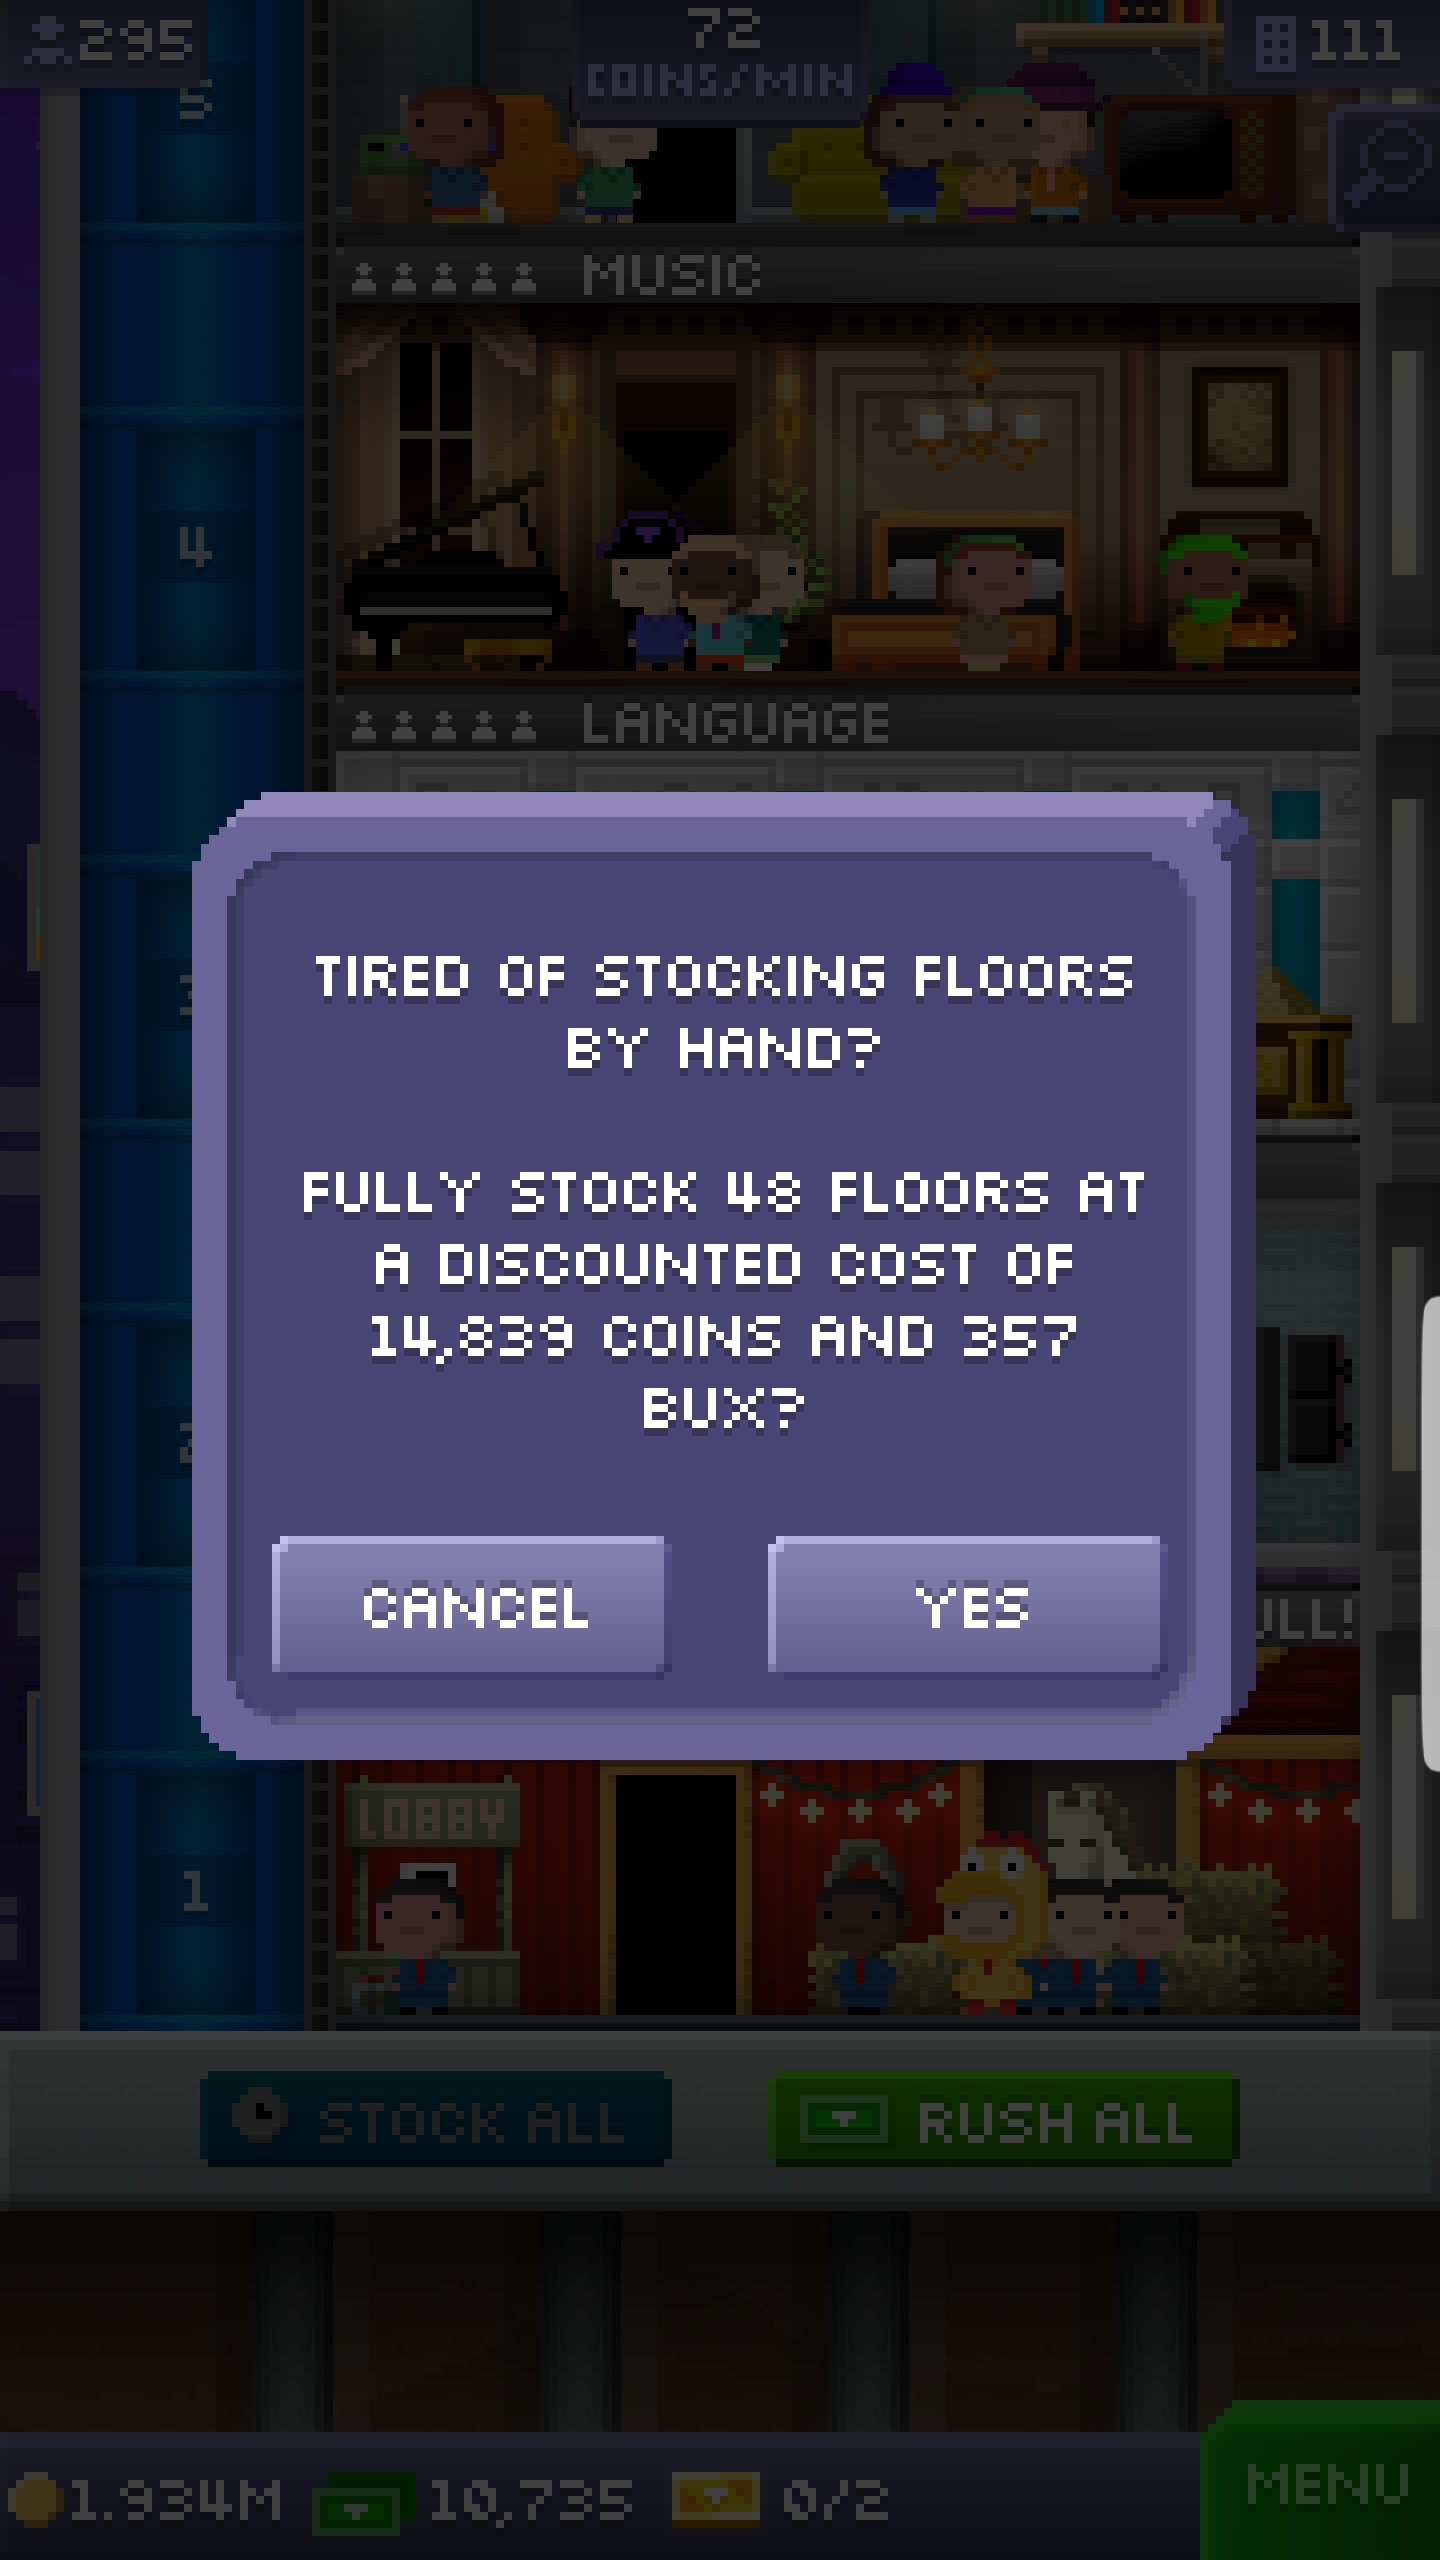 295
72
COINS/MIN
111
5
MUSIC
4
LANGUAGE
TIRED OF STOCKING FLOORS
BY HAND?
FULLY STOCK 48 FLOORS AT
A DISCOUNTED COST OF
14,839 COINS AND 357
BUX?
CANCEL
YES
LOBBY
1
STOCK ALL
RUSH ALL
1.934M
10,735
0/2
MENU